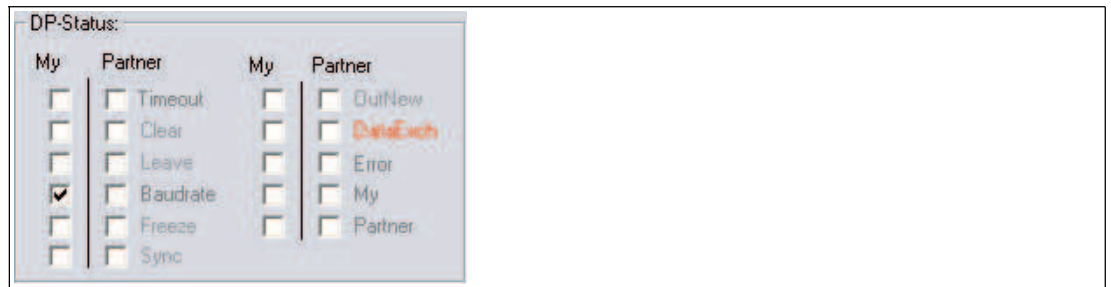 DP-Status:
My Partner My Partner
Timeout OutNew
Clear DataExch
Leave Error
Baudrate My
Freeze Partner
Sync